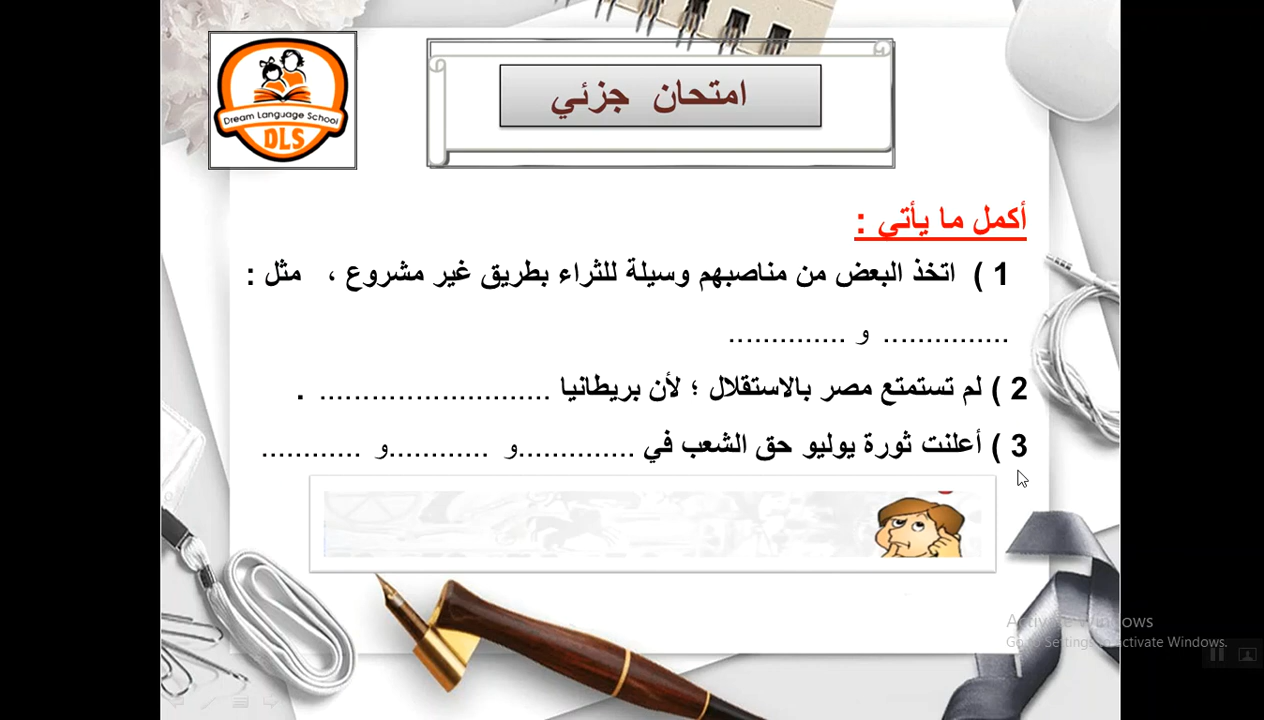 Dream Language School
DLS
امتحان جزئي
أكمل ما يأتي :
1 ) اتخذ البعض من مناصبهم وسيلة للثراء بطريق غير مشروع ، مثل :
............... و ..............
2 ) لم تستمتع مصر بالاستقلال ؛ لأن بريطانيا ........................... .
3 ) أعلنت ثورة يوليو حق الشعب في ..............و ............و ............
Activate Windows
Go to Settings to activate Windows.